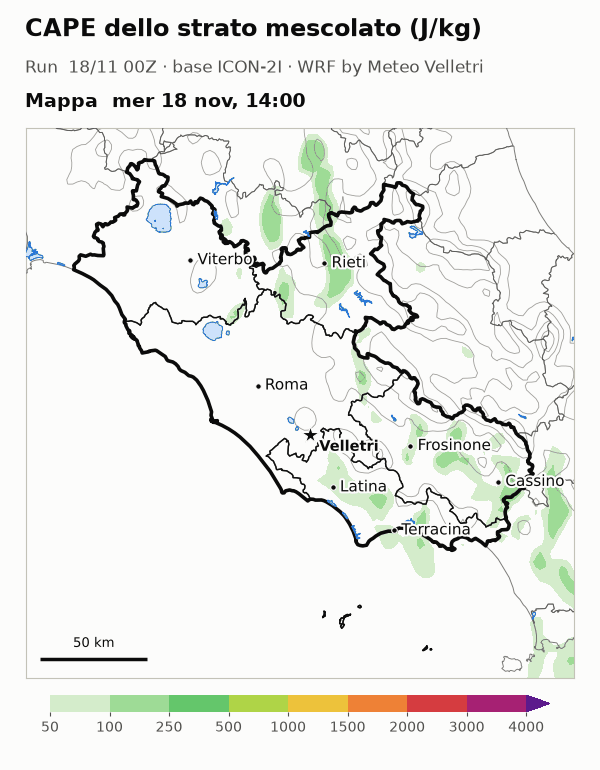 CAPE dello strato mescolato (J/kg)
Run  18/11 00Z · base ICON-2I · WRF by Meteo Velletri
Mappa  mer 18 nov, 14:00
Viterbo
Rieti
Roma
Velletri
Frosinone
Cassino
Latina
Terracina
50 km
50 100 250 500 1000 1500 2000 3000 4000